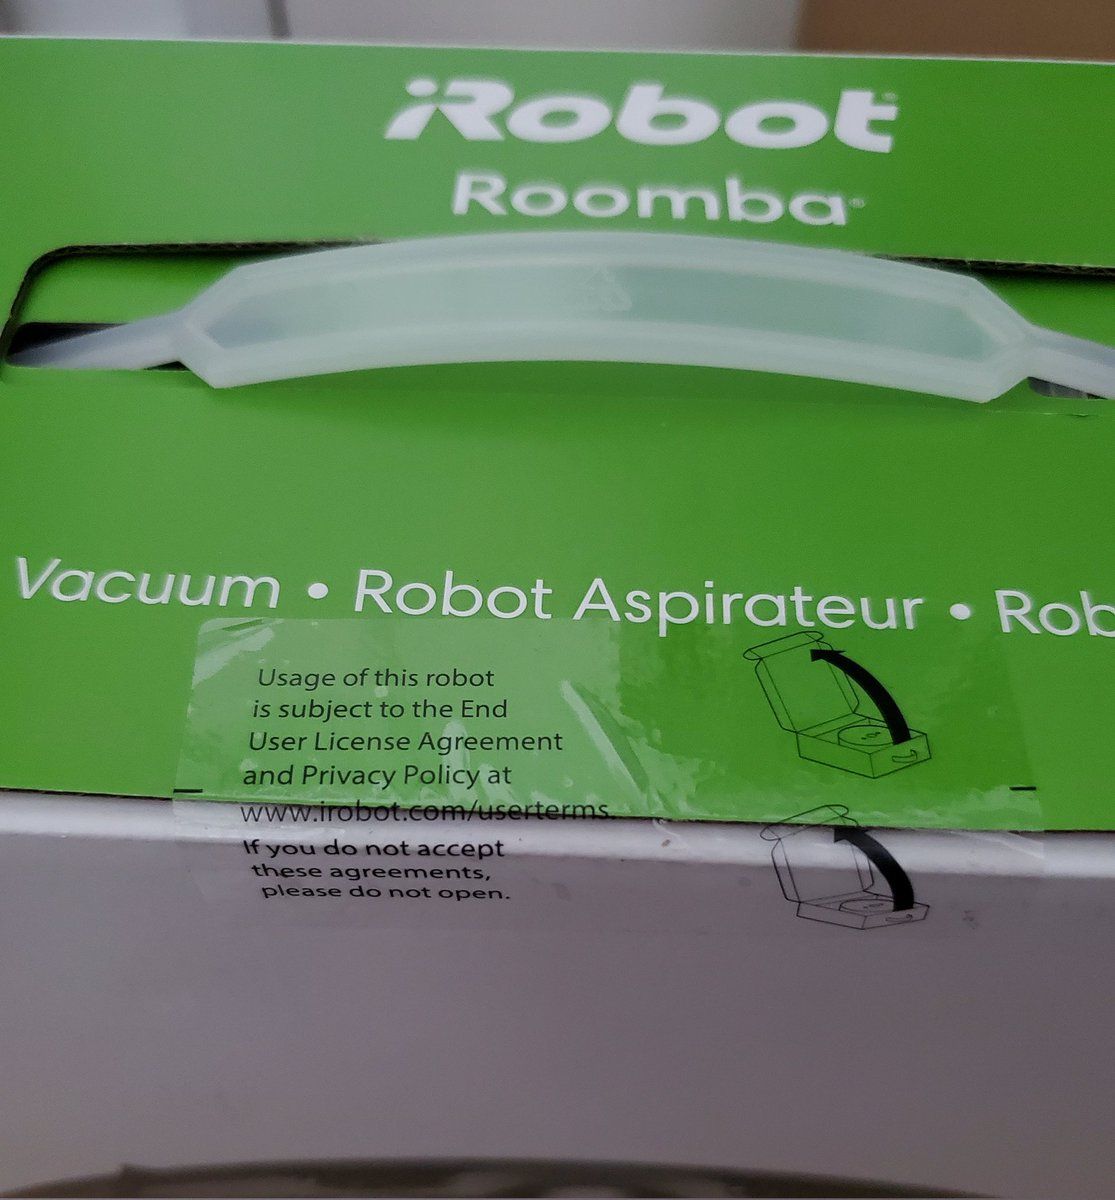 iRobot
Roomba®
Vacuum • Robot Aspirateur • Rob
Usage of this robot
is subject to the End
User License Agreement
and Privacy Policy at
www.irobot.com/userterms.
If you do not accept
these agreements,
please do not open.